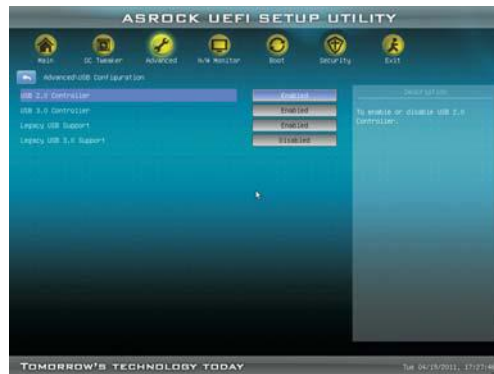 ASROCK UEFI SETUP UTILITY
Main OC Tweaker Advanced H/W Monitor Boot Security Exit
Advanced\USB Configuration
USB 2.0 Controller Enabled
USB 3.0 Controller Enabled
Legacy USB Support Enabled
Legacy USB 3.0 Support Disabled
Description
To enable or disable USB 2.0
Controller.
TOMORROW'S TECHNOLOGY TODAY
Tue 04/19/2011, 17:27: